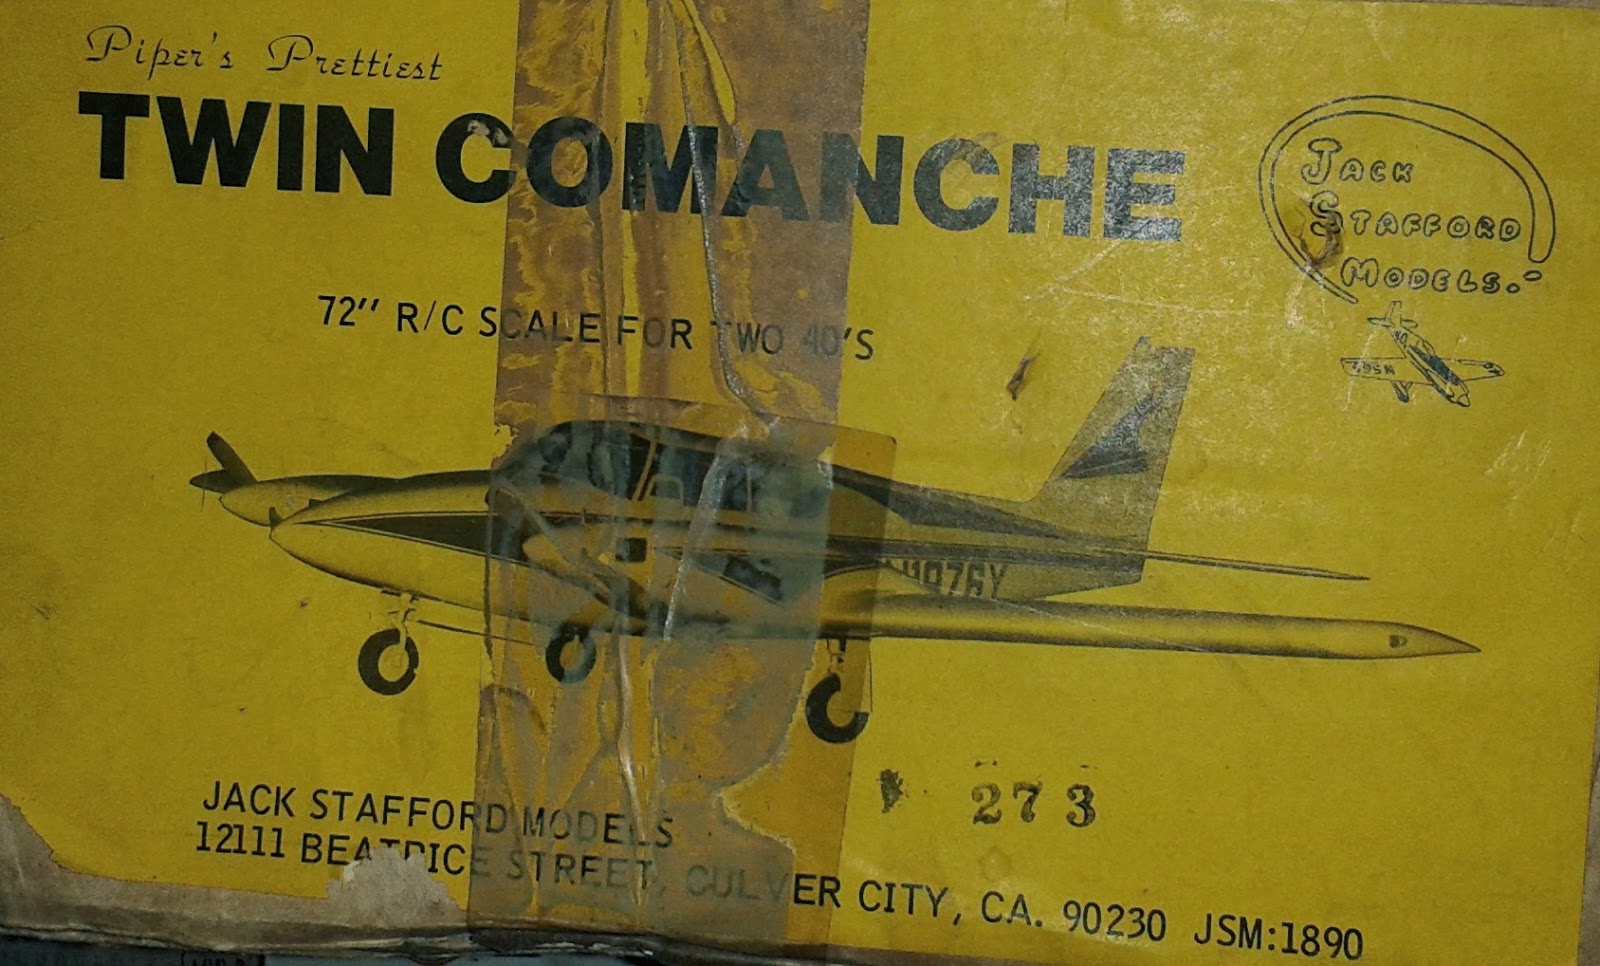 Piper's Prettiest
TWIN COMANCHE
JACK
STAFFORD
MODELS.
72" R/C SCALE FOR TWO 40'S
273
JACK STAFFORD MODELS
12111 BEATRICE STREET, CULVER CITY, CA. 90230 JSM:1890